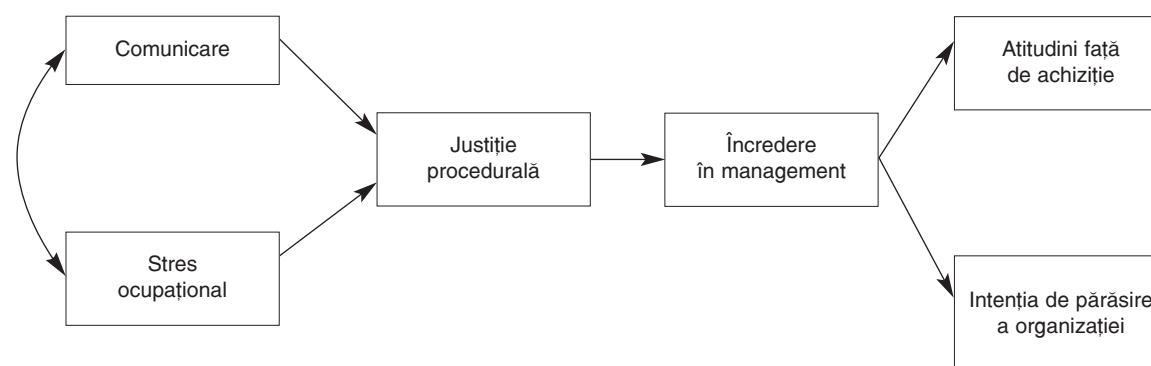 Comunicare
Stres
ocupațional
Justiție
procedurală
Încredere
în management
Atitudini față
de achiziție
Intenția de părăsire
a organizației